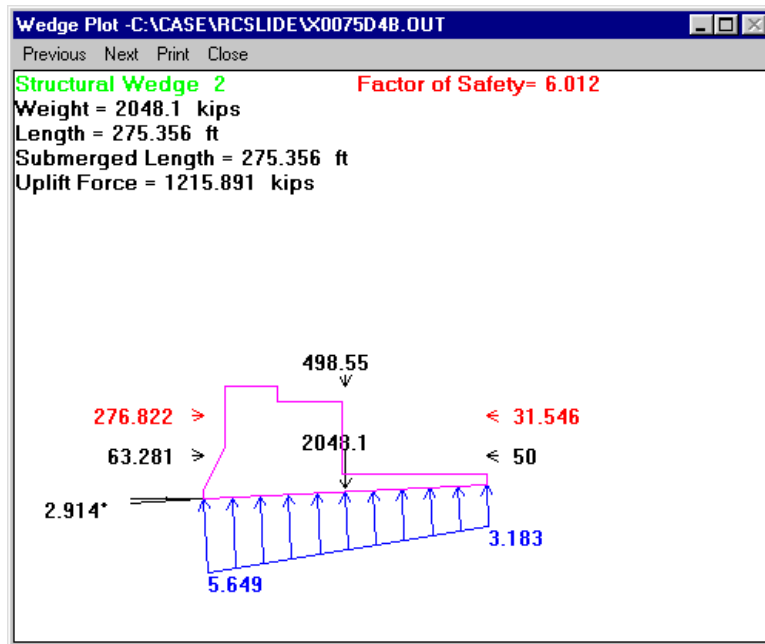 Wedge Plot -C:\CASE\RCSLIDE\X0075D4B.OUT
Previous Next Print Close
Structural Wedge 2 Factor of Safety= 6.012
Weight = 2048.1 kips
Length = 275.356 ft
Submerged Length = 275.356 ft
Uplift Force = 1215.891 kips
498.55
276.822 31.546
2048.1
63.281 50
2.914°
3.183
5.649